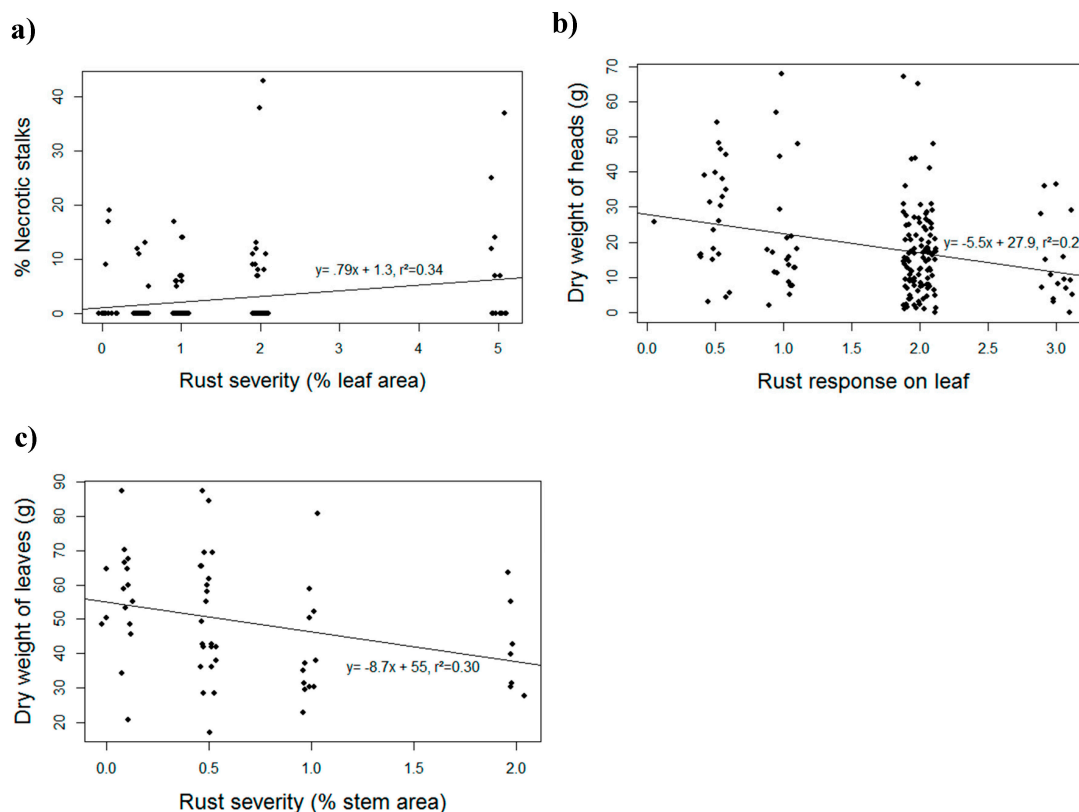 a)
% Necrotic stalks
40
30
20
10
0
y= .79x + 1.3, r²=0.34
0 1 2 3 4 5
Rust severity (% leaf area)
b)
Dry weight of heads (g)
70
60
50
40
30
20
10
0
y= -5.5x + 27.9, r²=0.2
0.0 0.5 1.0 1.5 2.0 2.5 3.0
Rust response on leaf
c)
Dry weight of leaves (g)
90
80
70
60
50
40
30
20
y= -8.7x + 55, r²=0.30
0.0 0.5 1.0 1.5 2.0
Rust severity (% stem area)